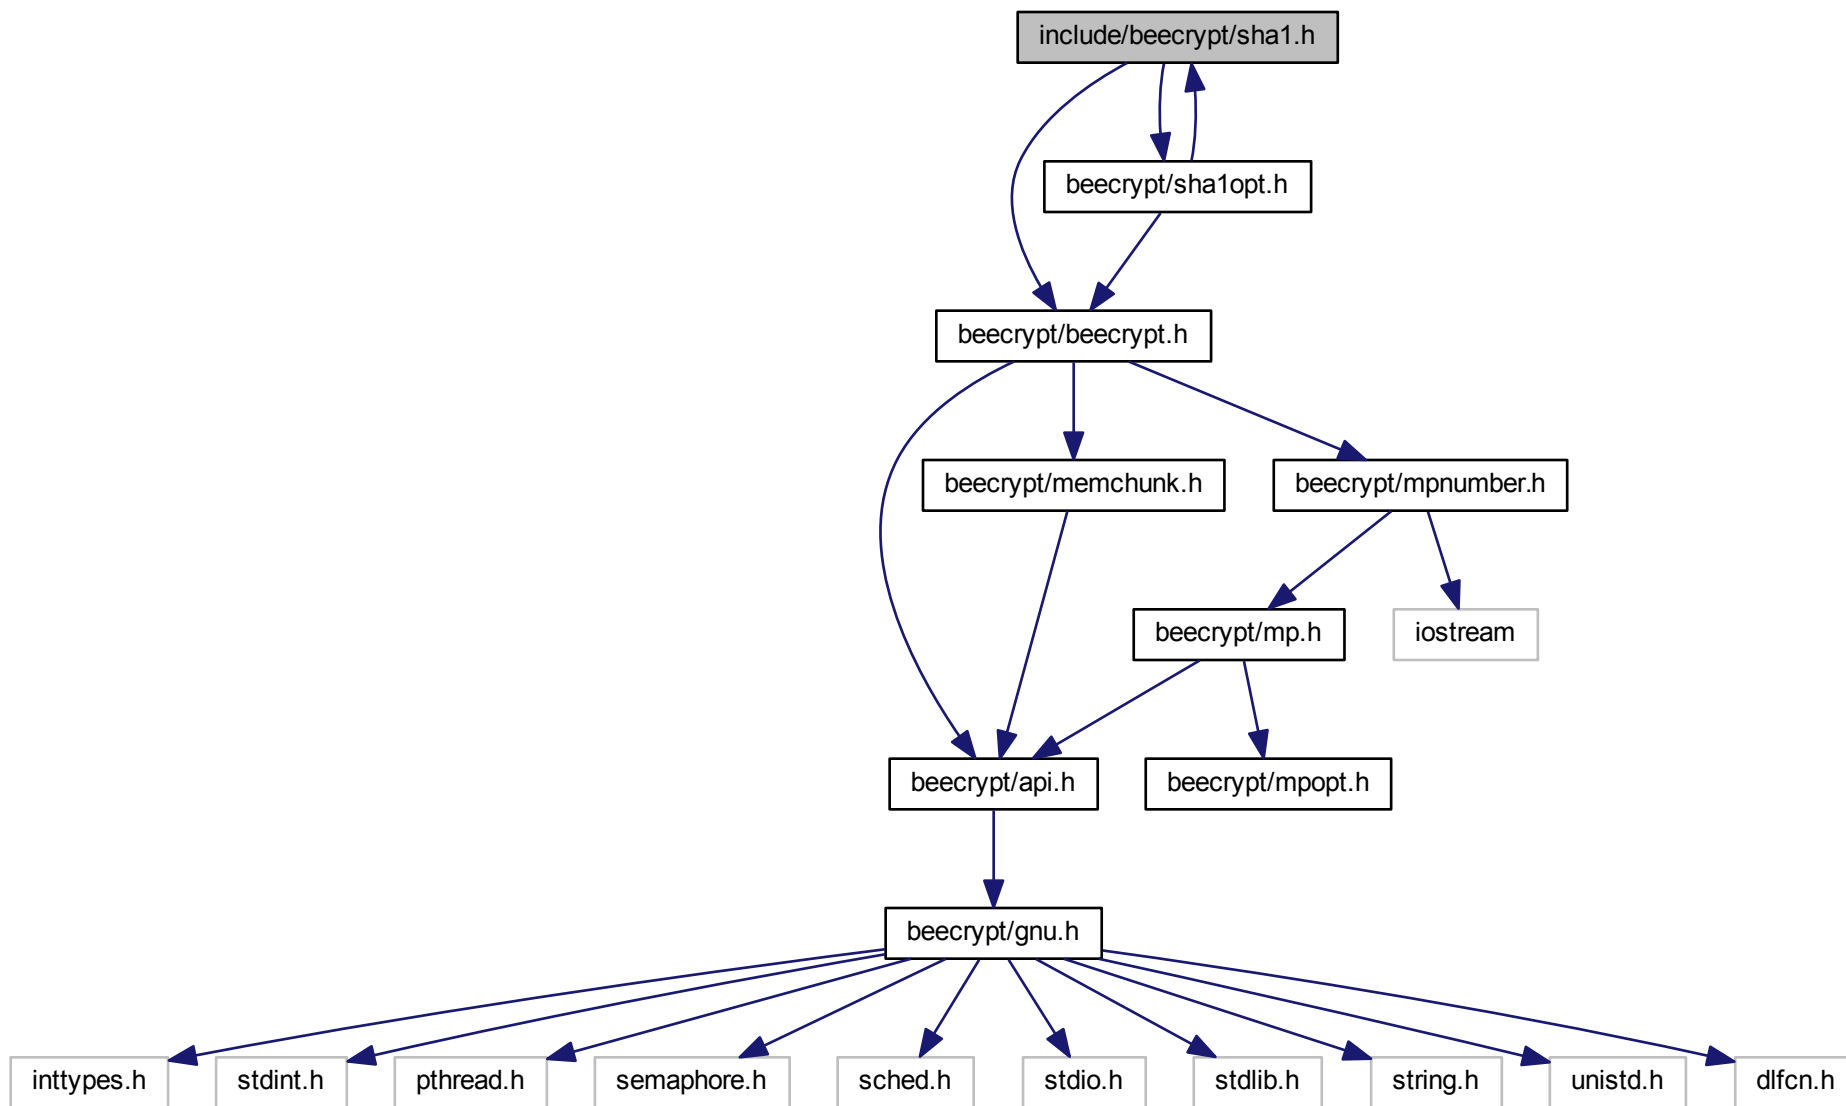 include/beecrypt/sha1.h
beecrypt/sha1opt.h
beecrypt/beecrypt.h
beecrypt/memchunk.h
beecrypt/mpnumber.h
beecrypt/mp.h
iostream
beecrypt/api.h
beecrypt/mpopt.h
beecrypt/gnu.h
inttypes.h
stdint.h
pthread.h
semaphore.h
sched.h
stdio.h
stdlib.h
string.h
unistd.h
dlfcn.h